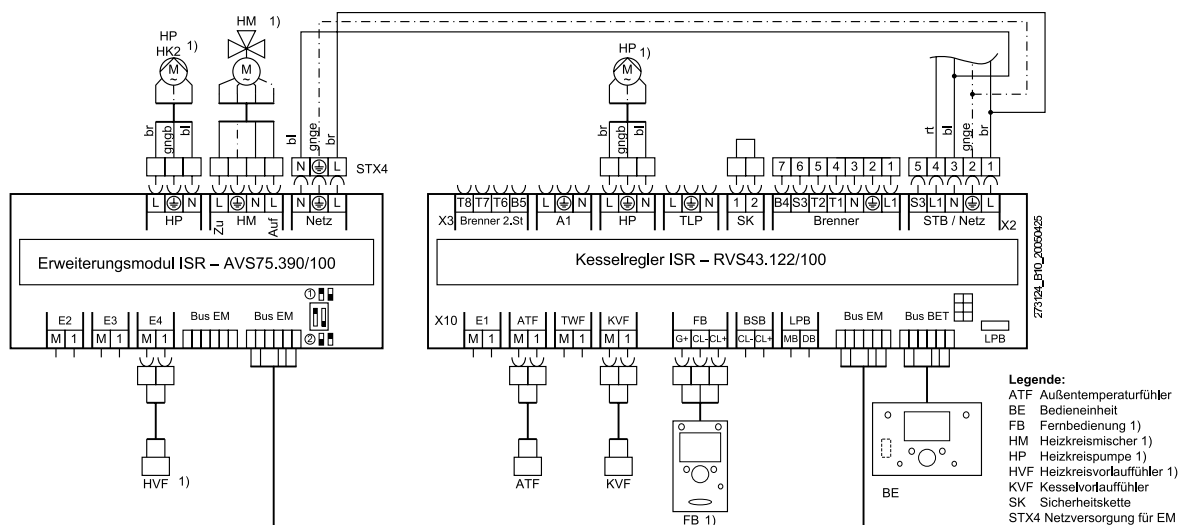 HM 1)
HP
HK2 1)
M
~
M
~
HP 1)
M
~
br
gngb
bl
bl
gnge
br
br
gngb
bl
rt
bl
gnge
br
N L STX4
7 6 5 4 3 2 1
5 4 3 2 1
L N
HP
Zu L N L Auf
HM
N L
Netz
X3
T8 T7 T6 B5
Brenner 2.St
L N
A1
L N
HP
L N
TLP
1 2
SK
B4 S3 T2 T1 N L1
Brenner
S3 L1 N L
STB / Netz
X2
Erweiterungsmodul ISR – AVS75.390/100
Kesselregler ISR – RVS43.122/100
273124_B10_20050425
E2
M 1
E3
M 1
E4
M 1
Bus EM
Bus EM
1
2
X10
E1
M 1
ATF
M 1
TWF
M 1
KVF
M 1
FB
G+ CL- CL+
BSB
CL- CL+
LPB
MB DB
Bus EM
Bus BET
LPB
HVF 1)
ATF
KVF
FB 1)
BE
Legende:
ATF Außentemperaturfühler
BE Bedieneinheit
FB Fernbedienung 1)
HM Heizkreismischer 1)
HP Heizkreispumpe 1)
HVF Heizkreisvorlauffühler 1)
KVF Kesselvorlauffühler
SK Sicherheitskette
STX4 Netzversorgung für EM